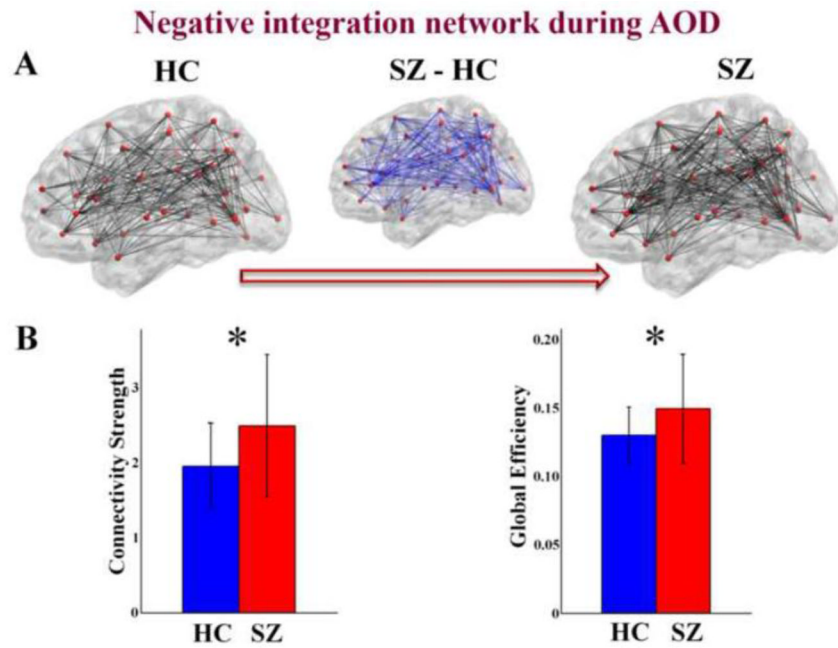 Negative integration network during AOD
A
HC
SZ - HC
SZ
B
*
Connectivity Strength
3
2
1
0
HC SZ
*
Global Efficiency
0.20
0.15
0.10
0.05
0
HC SZ